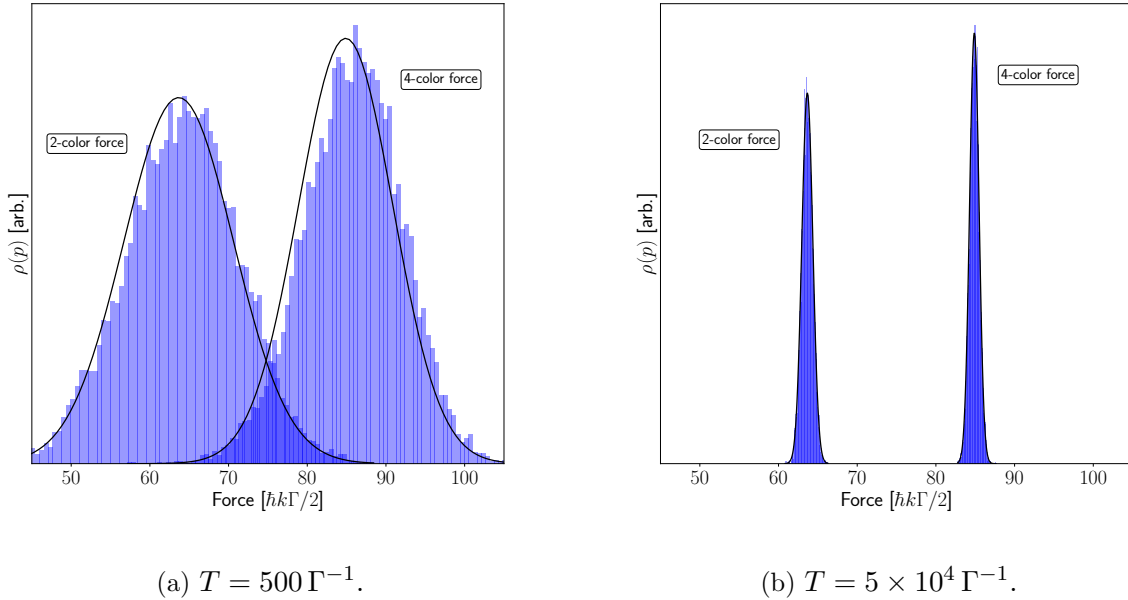 2-color force
4-color force
ρ(p) [arb.]
50 60 70 80 90 100
Force [ℏkΓ/2]
(a) T = 500 Γ⁻¹.
2-color force
4-color force
ρ(p) [arb.]
50 60 70 80 90 100
Force [ℏkΓ/2]
(b) T = 5 × 10⁴ Γ⁻¹.